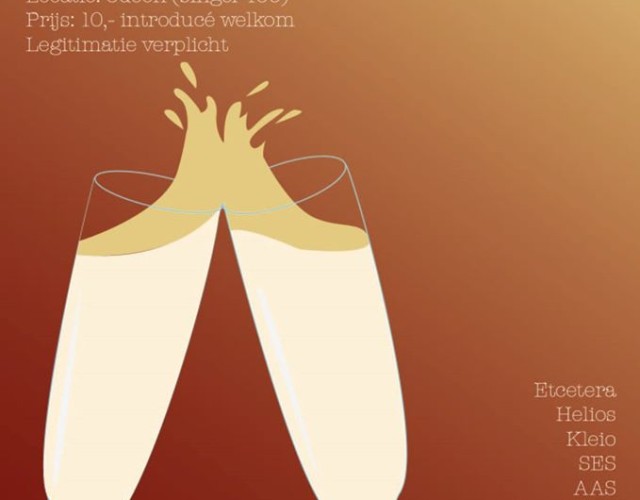 Prijs: 10,- introducé welkom
Legitimatie verplicht
Etcetera
Helios
Kleio
SES
AAS